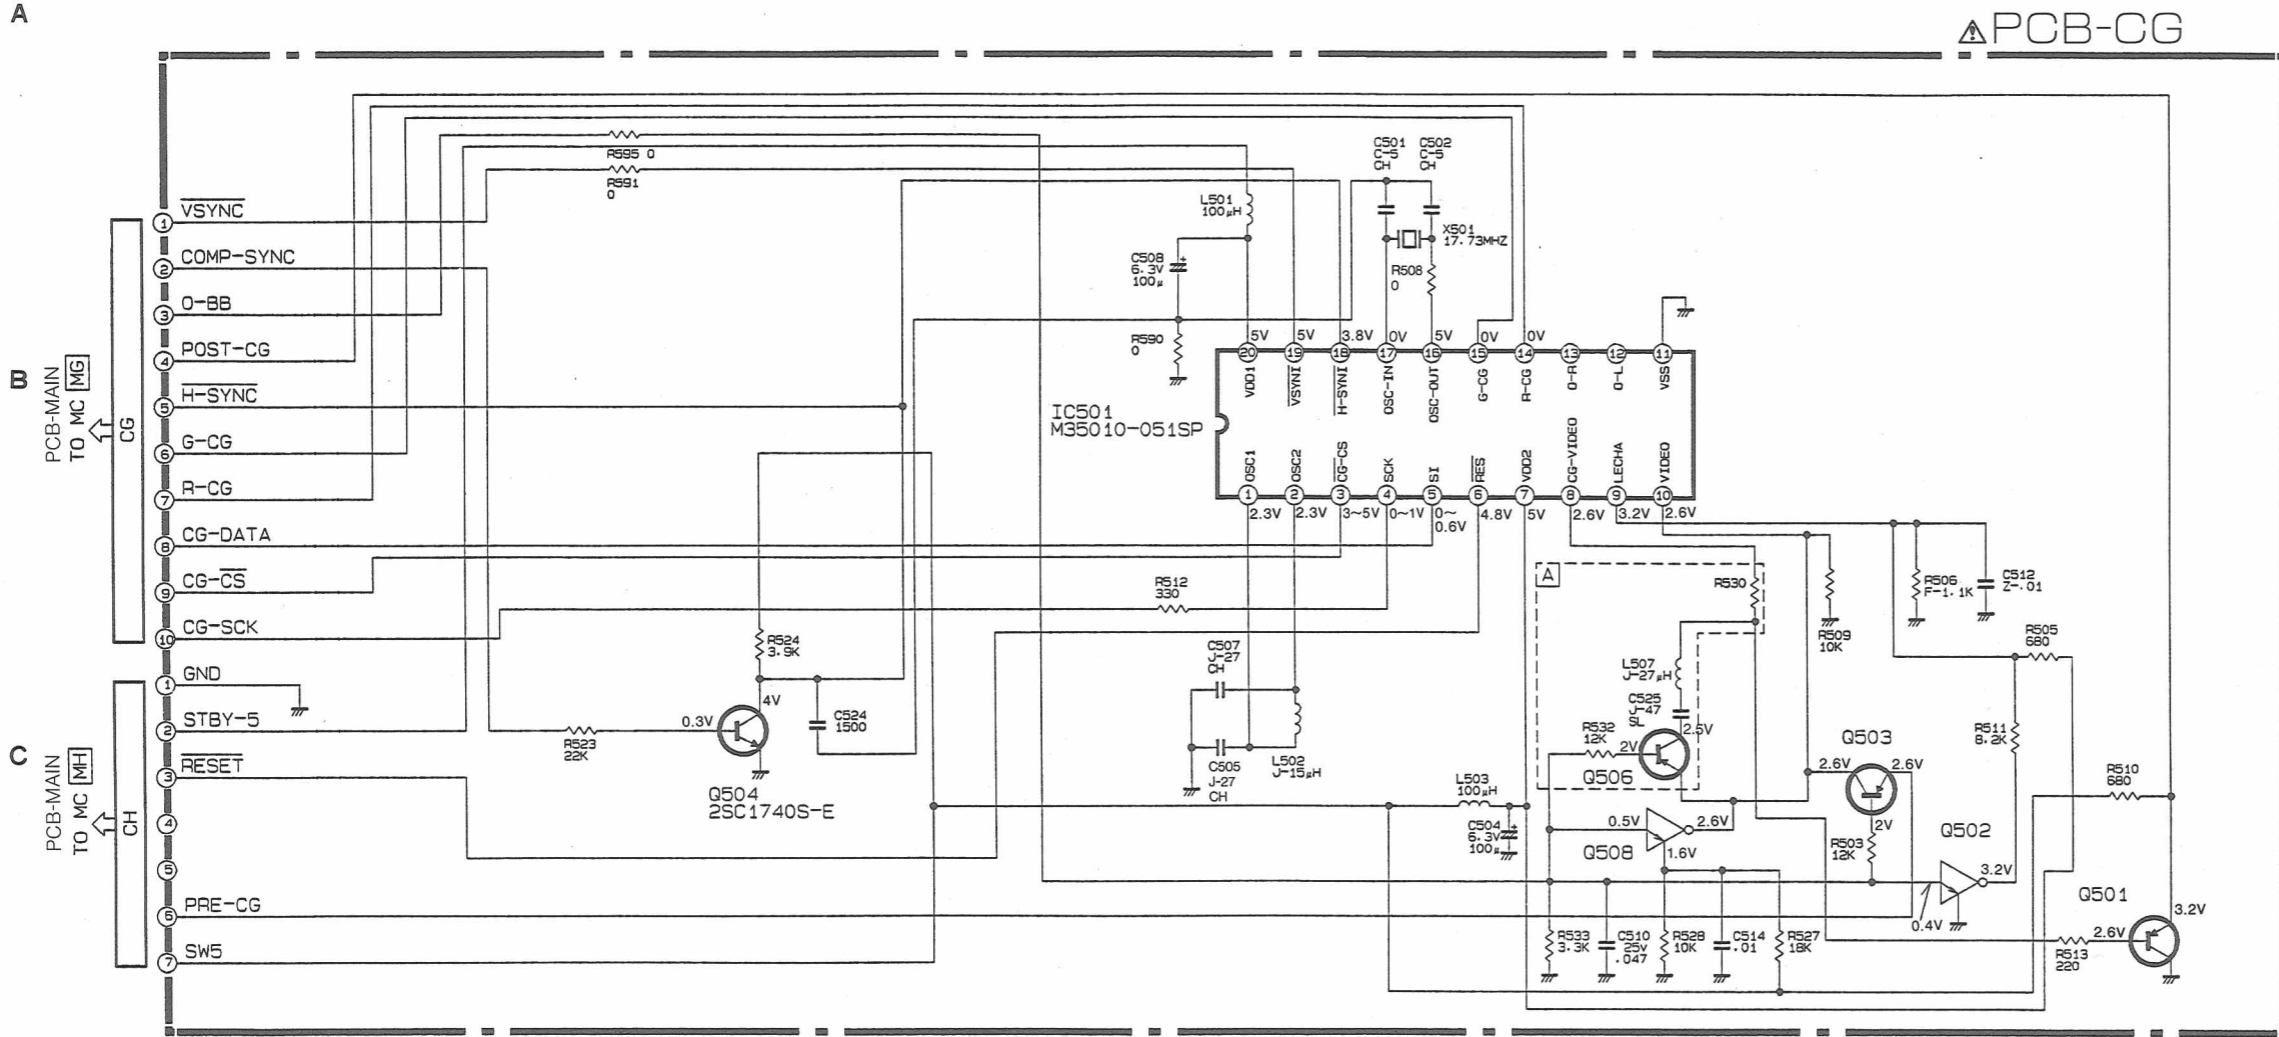 A
⚠PCB-CG
R595 0
R591
0
C501
C-5
CH
C502
C-5
CH
L501
100µH
X501
17.73MHZ
C508
6.3V
100µ
R508
0
R590
0
VSYNC
1
COMP-SYNC
2
O-BB
3
POST-CG
4
H-SYNC
5
G-CG
6
R-CG
7
CG-DATA
8
CG-CS
9
CG-SCK
10
CG
B
PCB-MAIN
TO MC MG
5V
5V
3.8V
0V
5V
0V
0V
20
19
18
17
16
15
14
13
12
11
VDD1
VSYNI
H-SYNI
OSC-IN
OSC-OUT
G-CG
R-CG
O-R
O-L
VSS
IC501
M35010-051SP
OSC1
OSC2
CG-CS
SCK
SI
RES
VDD2
CG-VIDEO
LECHA
VIDEO
1
2
3
4
5
6
7
8
9
10
2.3V
2.3V
3~5V
0~1V
0~
0.6V
4.8V
5V
2.6V
3.2V
2.6V
A
R530
R506
F-1.1K
C512
Z-.01
R512
330
R509
10K
R505
680
R524
3.9K
C507
J-27
CH
L507
J-27µH
GND
1
STBY-5
2
RESET
3
4
5
PRE-CG
6
SW5
7
CH
C
PCB-MAIN
TO MC MH
4V
0.3V
C524
1500
R523
22K
Q504
2SC1740S-E
C525
J-47
SL
2.5V
R532
12K
2V
Q506
C505
J-27
CH
L502
J-15µH
Q503
2.6V
2.6V
R511
8.2K
R510
680
L503
100µH
C504
6.3V
100µ
0.5V
2.6V
Q508
1.6V
2V
R503
12K
Q502
3.2V
0.4V
Q501
3.2V
2.6V
R533
3.3K
C510
25v
.047
R528
10K
C514
.01
R527
18K
R513
220